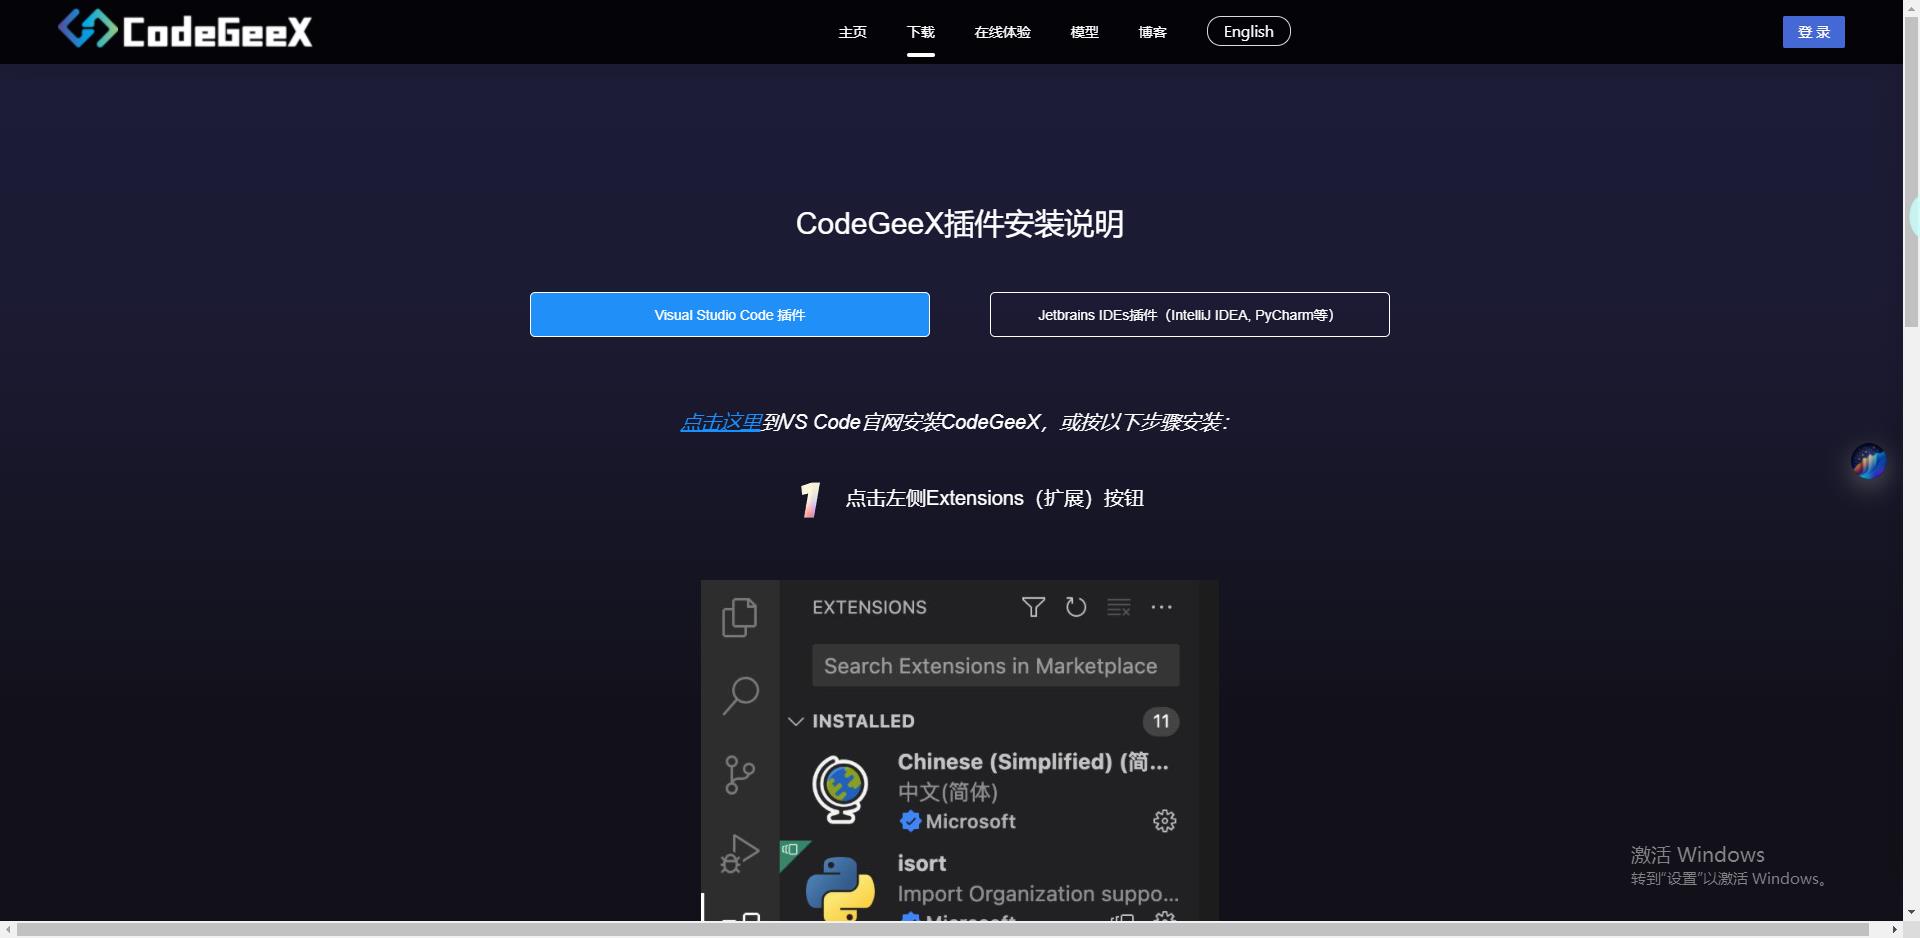 CodeGeeX
主页
下载
在线体验
模型
博客
English
登录
CodeGeeX插件安装说明
Visual Studio Code 插件
Jetbrains IDEs插件（IntelliJ IDEA, PyCharm等）
点击这里到VS Code官网安装CodeGeeX，或按以下步骤安装：
1 点击左侧Extensions（扩展）按钮
EXTENSIONS
Search Extensions in Marketplace
INSTALLED 11
Chinese (Simplified) (简...
中文(简体)
Microsoft
isort
Import Organization suppo...
Microsoft
激活 Windows
转到“设置”以激活 Windows。